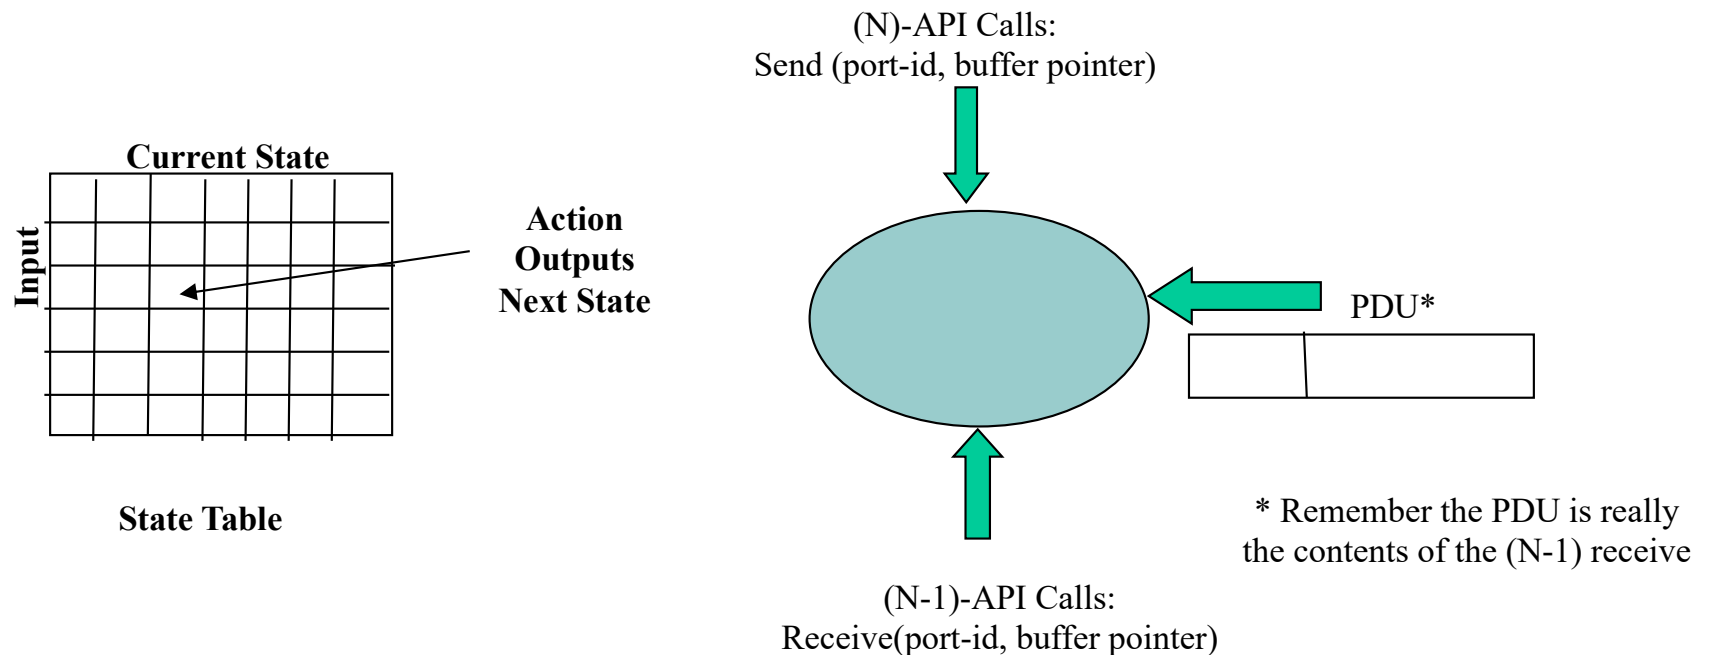 (N)-API Calls:
Send (port-id, buffer pointer)
Current State
Input
Action
Outputs
Next State
State Table
PDU*
* Remember the PDU is really
the contents of the (N-1) receive
(N-1)-API Calls:
Receive(port-id, buffer pointer)